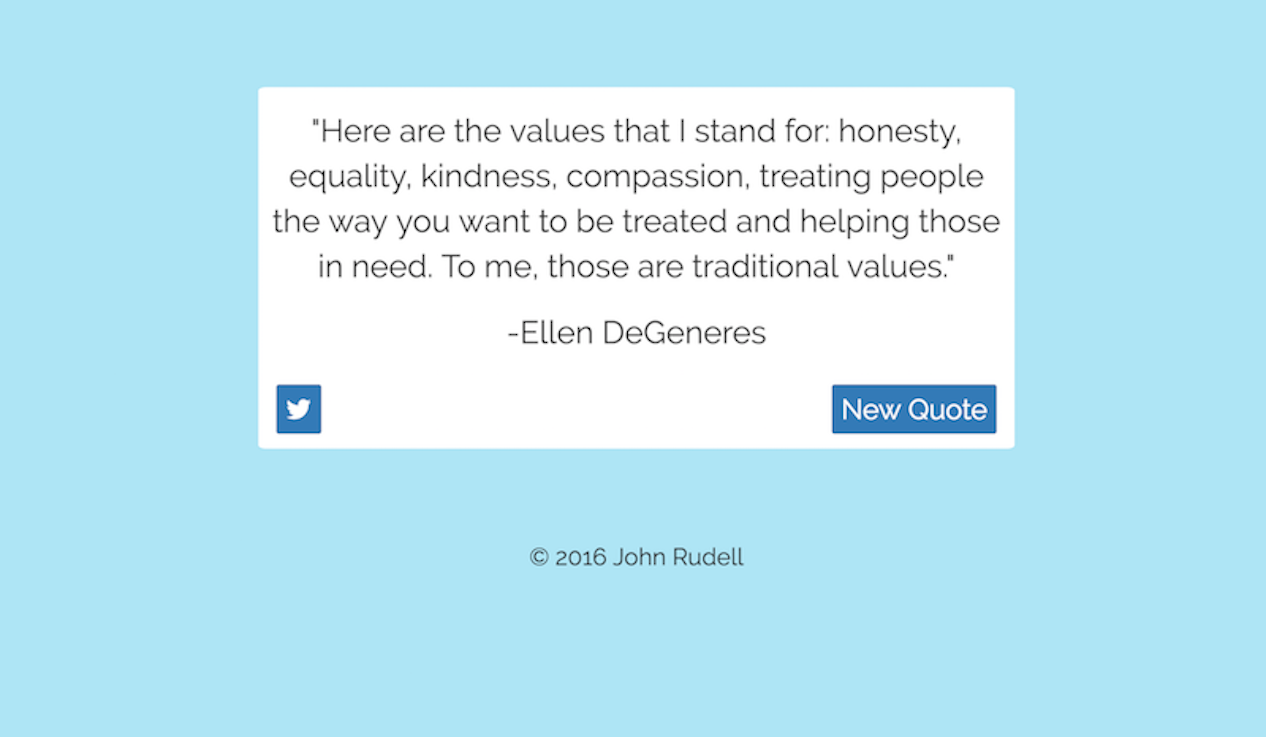 "Here are the values that I stand for: honesty,
equality, kindness, compassion, treating people
the way you want to be treated and helping those
in need. To me, those are traditional values."
-Ellen DeGeneres
New Quote
© 2016 John Rudell